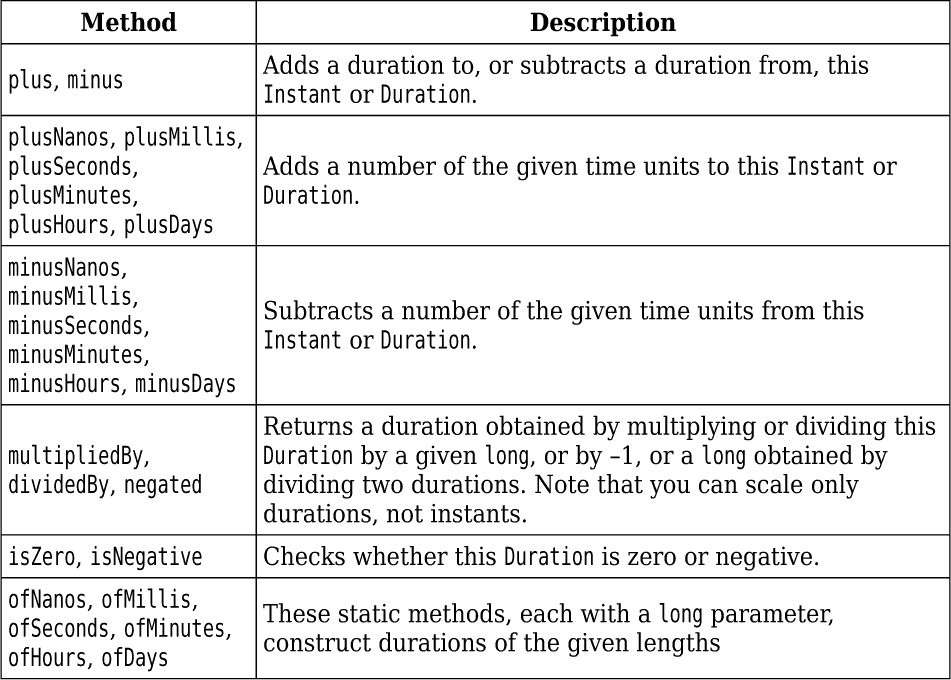 Method Description
plus, minus
Adds a duration to, or subtracts a duration from, this
Instant or Duration.
plusNanos, plusMillis,
plusSeconds,
plusMinutes,
plusHours, plusDays
Adds a number of the given time units to this Instant or
Duration.
minusNanos,
minusMillis,
minusSeconds,
minusMinutes,
minusHours, minusDays
Subtracts a number of the given time units from this
Instant or Duration.
multipliedBy,
dividedBy, negated
Returns a duration obtained by multiplying or dividing this
Duration by a given long, or by –1, or a long obtained by
dividing two durations. Note that you can scale only
durations, not instants.
isZero, isNegative
Checks whether this Duration is zero or negative.
ofNanos, ofMillis,
ofSeconds, ofMinutes,
ofHours, ofDays
These static methods, each with a long parameter,
construct durations of the given lengths